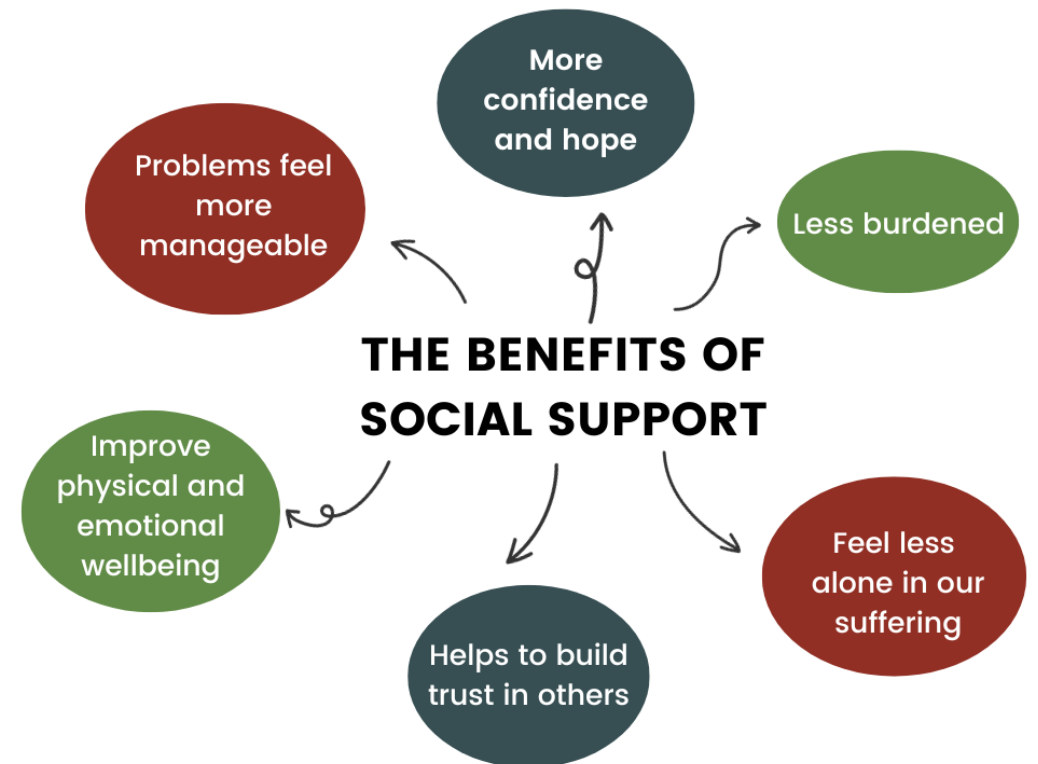 More
confidence
and hope
Problems feel
more
manageable
Less burdened
THE BENEFITS OF
SOCIAL SUPPORT
Improve
physical and
emotional
wellbeing
Feel less
alone in our
suffering
Helps to build
trust in others